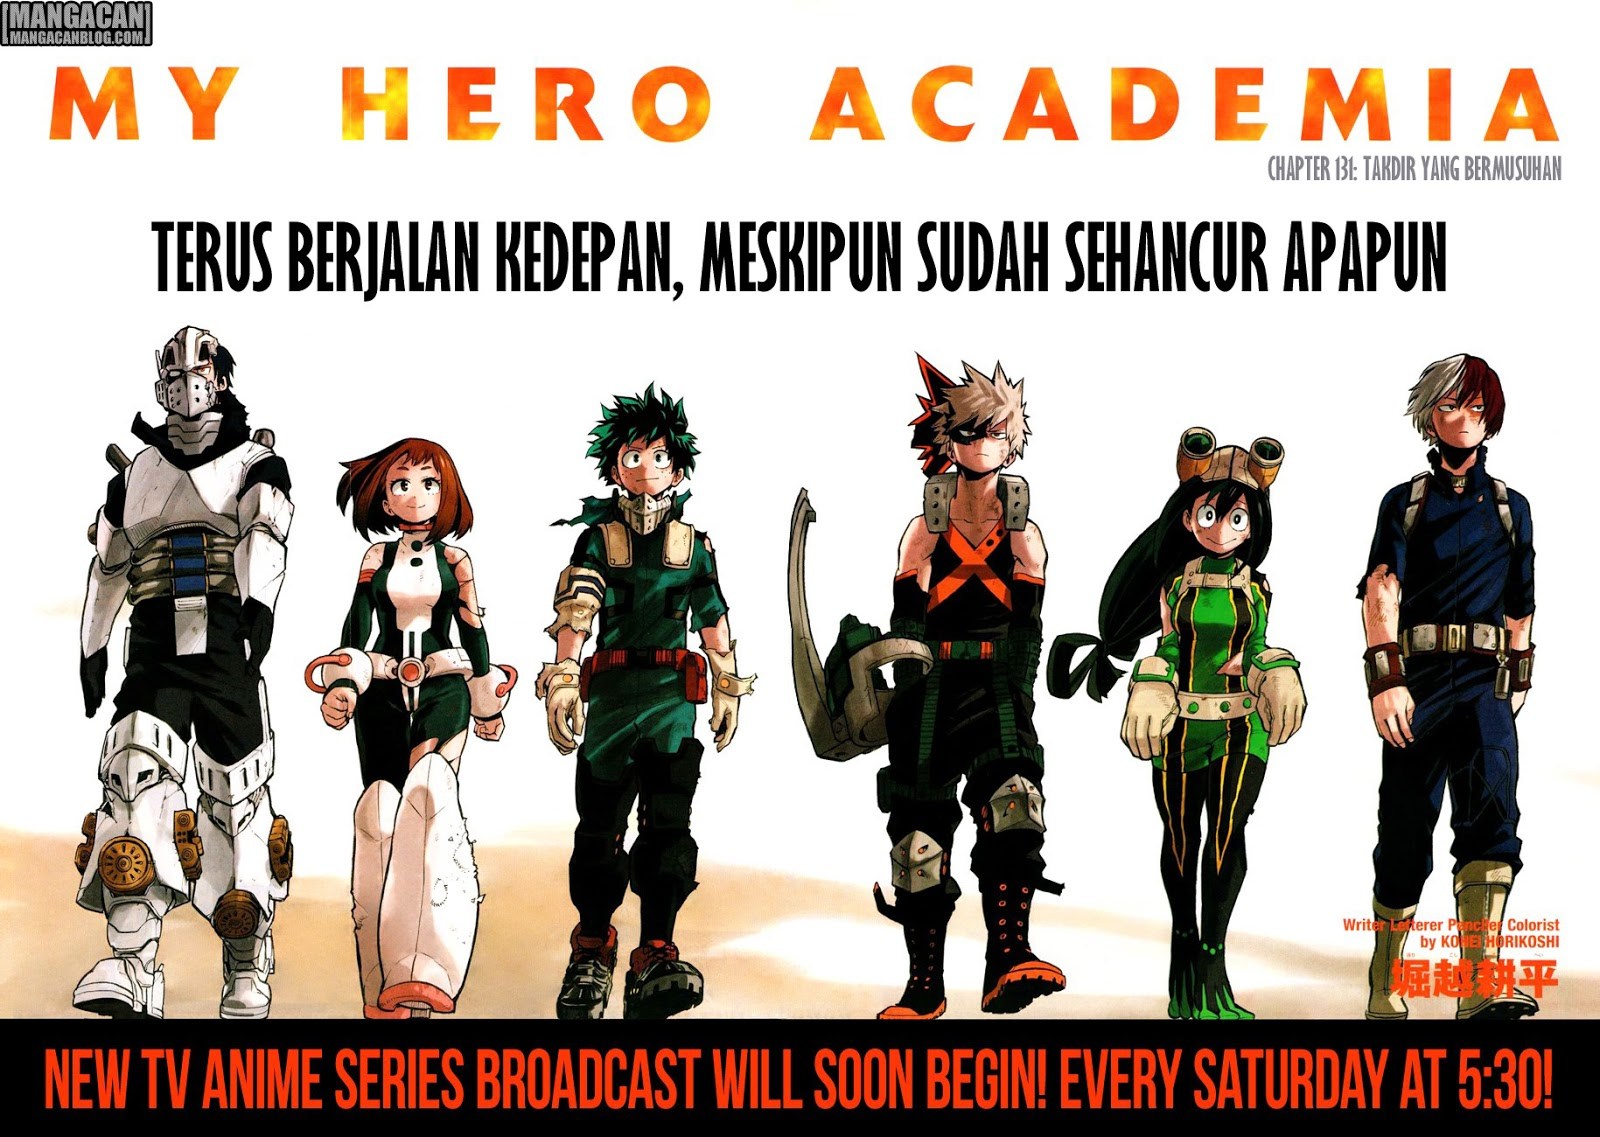 [MANGACAN]
MANGACANBLOG.COM
MY HERO ACADEMIA
CHAPTER 131: TAKDIR YANG BERMUSUHAN
TERUS BERJALAN KEDEPAN, MESKIPUN SUDAH SEHANCUR APAPUN
Writer Letterer Penciller Colorist
by KOHEI HORIKOSHI
堀越耕平
NEW TV ANIME SERIES BROADCAST WILL SOON BEGIN! EVERY SATURDAY AT 5:30!